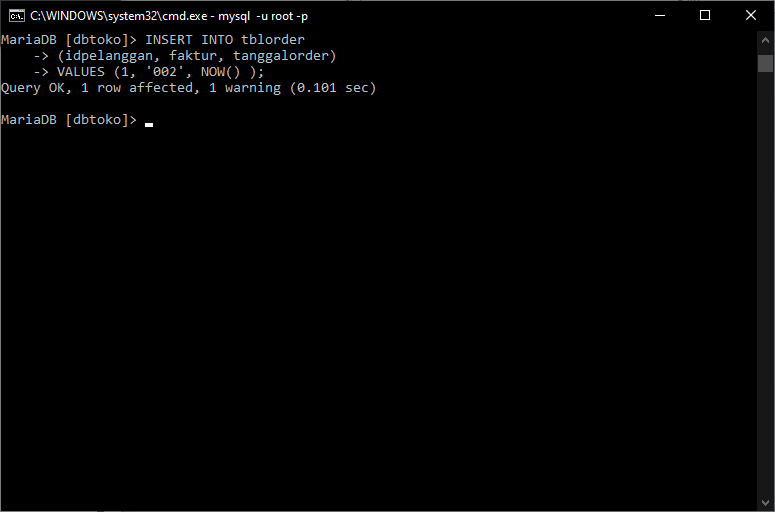 C:\WINDOWS\system32\cmd.exe - mysql  -u root -p
MariaDB [dbtoko]> INSERT INTO tblorder
    -> (idpelanggan, faktur, tanggalorder)
    -> VALUES (1, '002', NOW() );
Query OK, 1 row affected, 1 warning (0.101 sec)
MariaDB [dbtoko]>